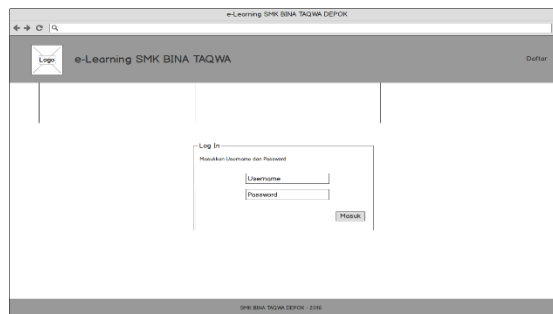 e-Learning SMK BINA TAQWA DEPOK
Logo
e-Learning SMK BINA TAQWA
Daftar
Log In
Masukkan Username dan Password
Username
Password
Masuk
SMK BINA TAQWA DEPOK - 2016